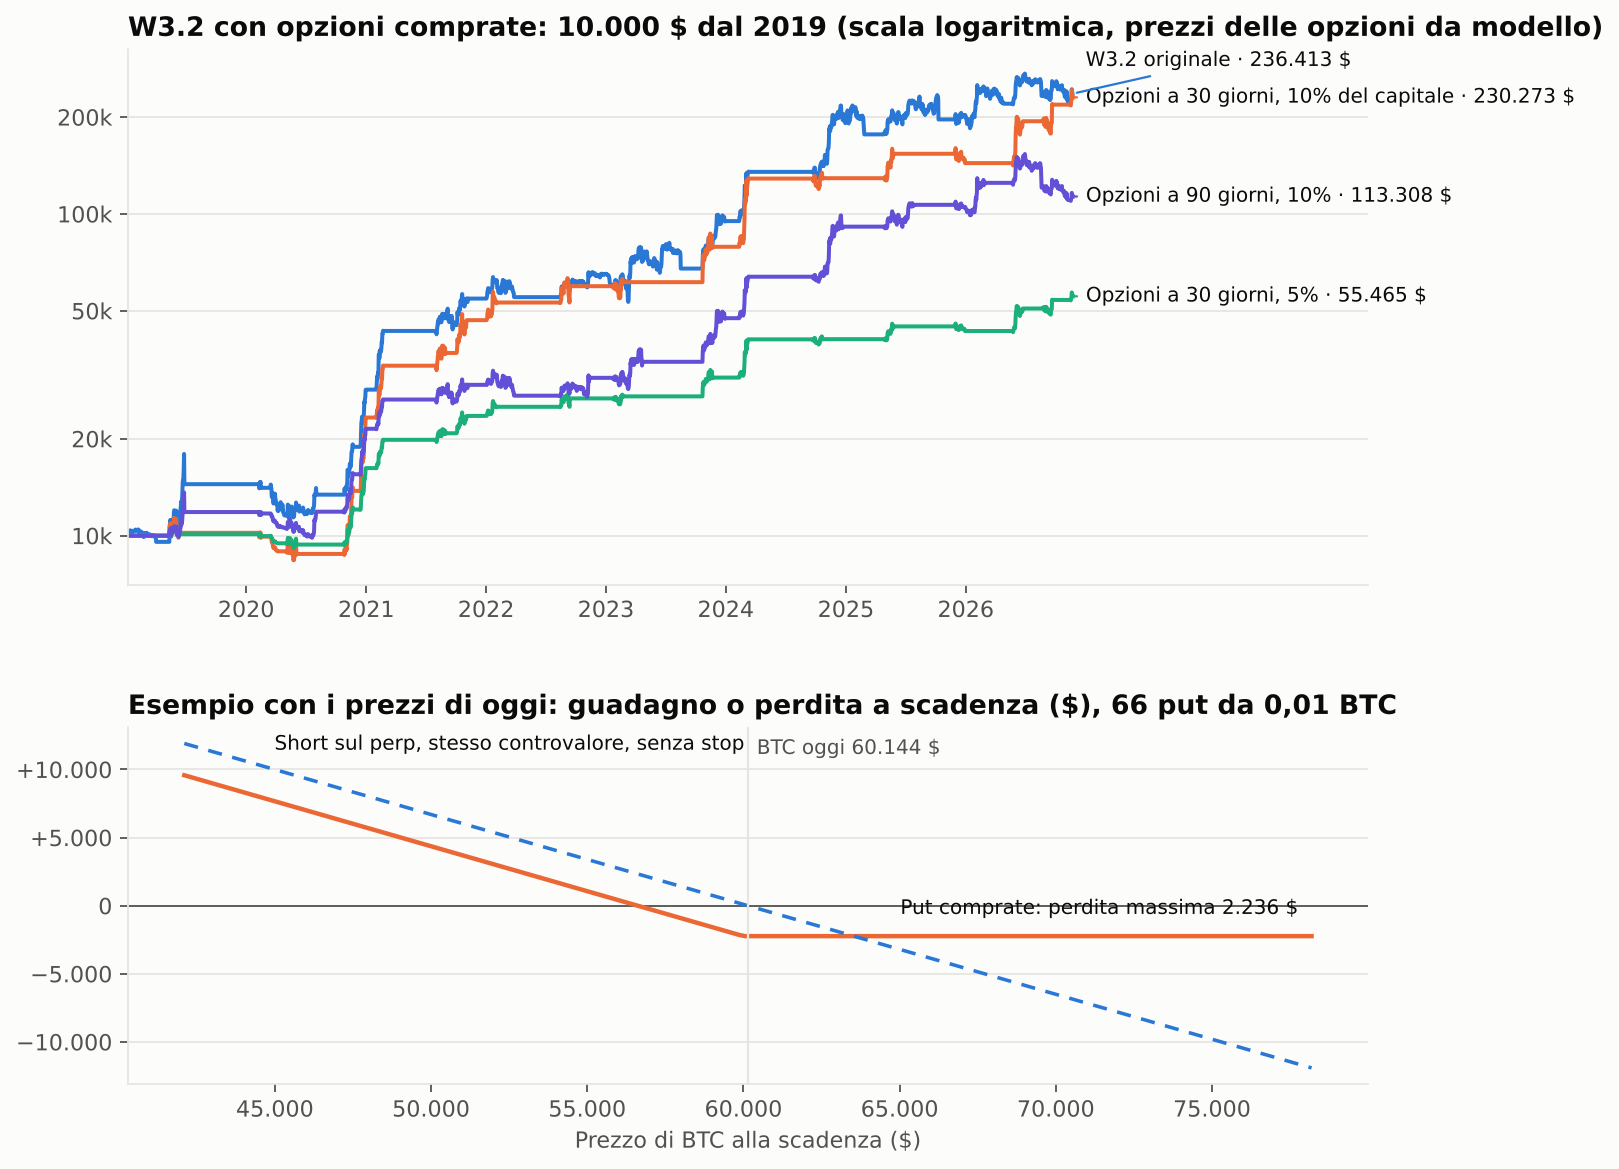 W3.2 con opzioni comprate: 10.000 $ dal 2019 (scala logaritmica, prezzi delle opzioni da modello)
W3.2 originale · 236.413 $
Opzioni a 30 giorni, 10% del capitale · 230.273 $
200k
Opzioni a 90 giorni, 10% · 113.308 $
100k
Opzioni a 30 giorni, 5% · 55.465 $
50k
20k
10k
2020 2021 2022 2023 2024 2025 2026
Esempio con i prezzi di oggi: guadagno o perdita a scadenza ($), 66 put da 0,01 BTC
Short sul perp, stesso controvalore, senza stop
BTC oggi 60.144 $
+10.000
+5.000
0
Put comprate: perdita massima 2.236 $
−5.000
−10.000
45.000 50.000 55.000 60.000 65.000 70.000 75.000
Prezzo di BTC alla scadenza ($)